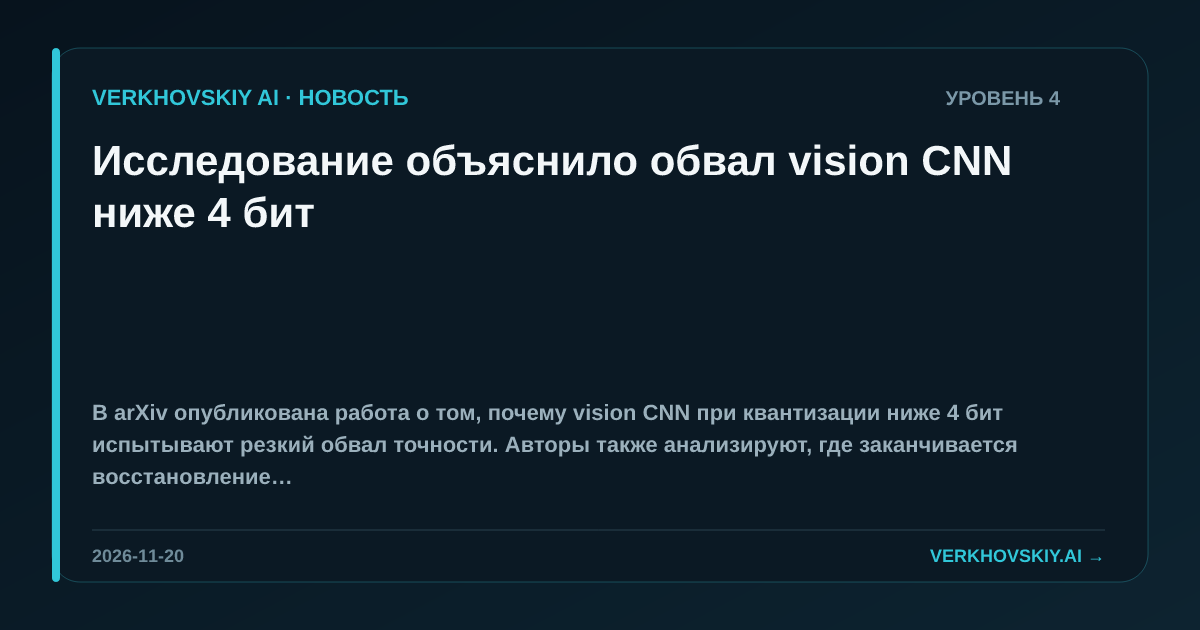 VERKHOVSKIY AI · НОВОСТЬ
УРОВЕНЬ 4
Исследование объяснило обвал vision CNN
ниже 4 бит
В arXiv опубликована работа о том, почему vision CNN при квантизации ниже 4 бит
испытывают резкий обвал точности. Авторы также анализируют, где заканчивается
восстановление…
2026-11-20
VERKHOVSKIY.AI →